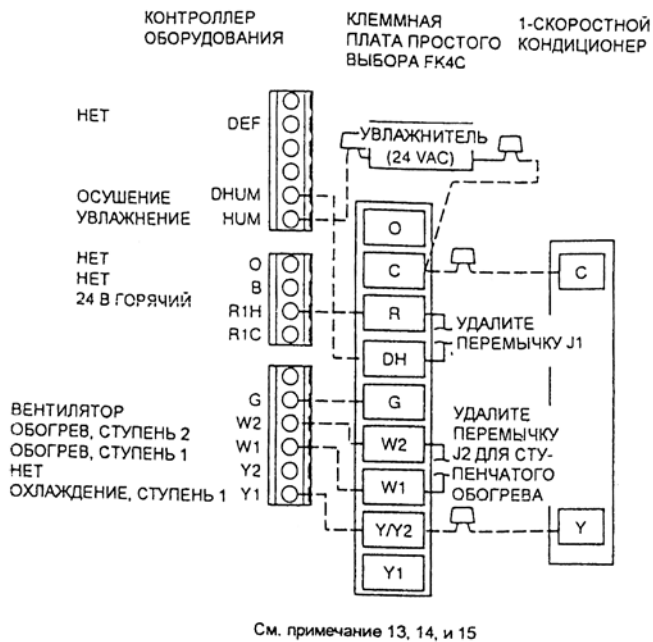 КОНТРОЛЛЕР
ОБОРУДОВАНИЯ
КЛЕММНАЯ
ПЛАТА ПРОСТОГО
ВЫБОРА FK4C
1-СКОРОСТНОЙ
КОНДИЦИОНЕР
НЕТ
DEF
ОСУШЕНИЕ
DHUM
УВЛАЖНЕНИЕ
HUM
УВЛАЖНИТЕЛЬ
(24 VAC)
НЕТ
O
НЕТ
B
24 В ГОРЯЧИЙ
R1H
R1C
ВЕНТИЛЯТОР
G
ОБОГРЕВ, СТУПЕНЬ 2
W2
ОБОГРЕВ, СТУПЕНЬ 1
W1
НЕТ
Y2
ОХЛАЖДЕНИЕ, СТУПЕНЬ 1
Y1
O
C
R
DH
G
W2
W1
Y/Y2
Y1
УДАЛИТЕ
ПЕРЕМЫЧКУ J1
УДАЛИТЕ
ПЕРЕМЫЧКУ
J2 ДЛЯ СТУ-
ПЕНЧАТОГО
ОБОГРЕВА
C
Y
См. примечание 13, 14, и 15